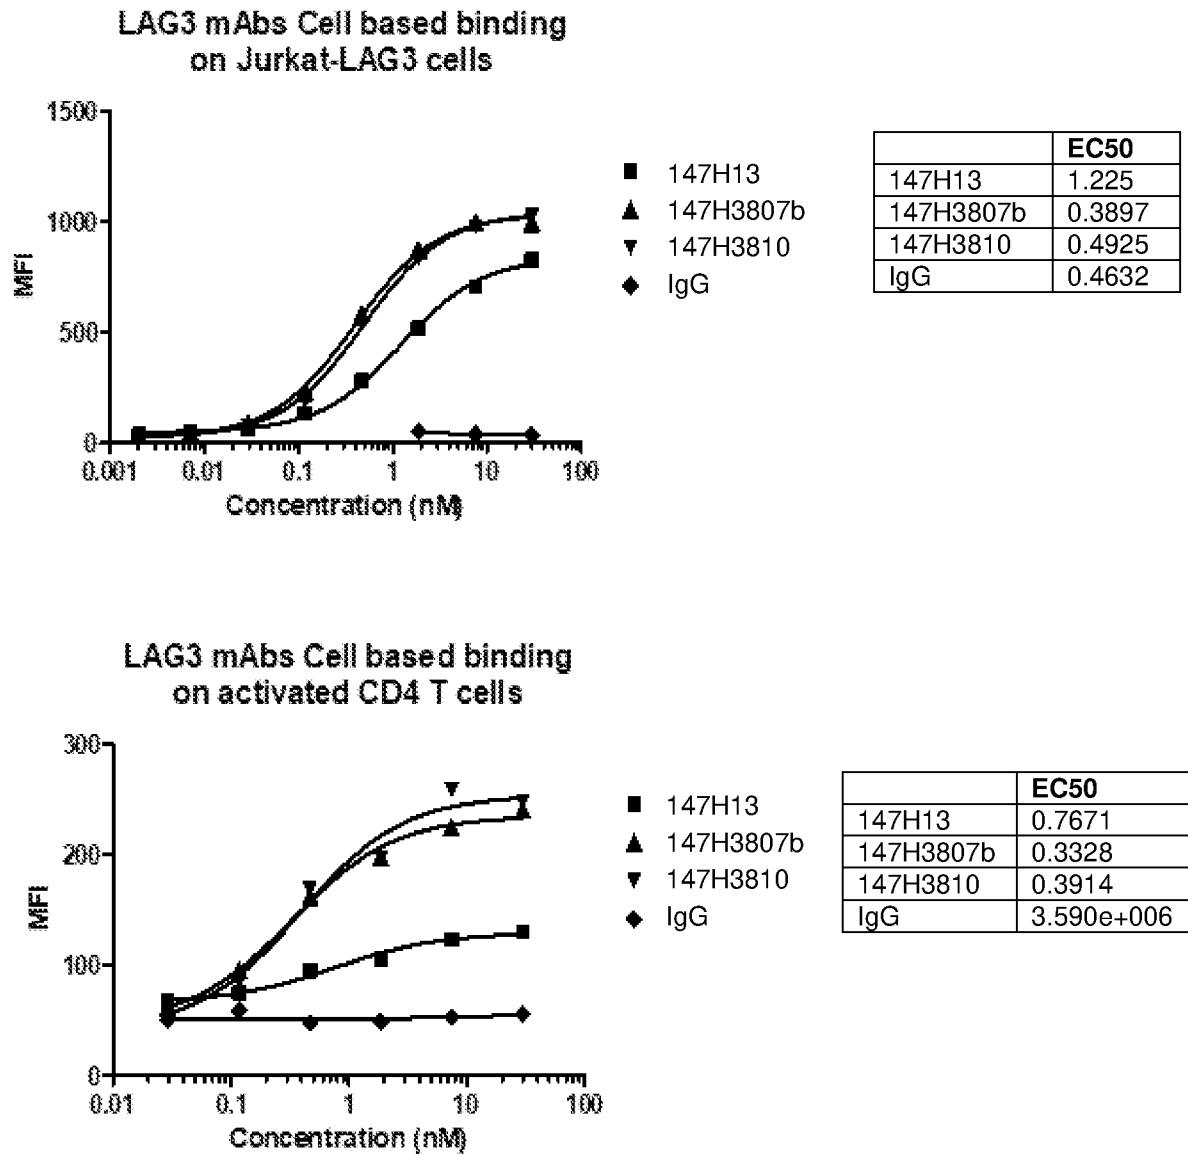 LAG3 mAbs Cell based binding
on Jurkat-LAG3 cells
1500
1000
500
0
MFI
0.001 0.01 0.1 1 10 100
Concentration (nM)
147H13
147H3807b
147H3810
IgG
EC50
147H13 1.225
147H3807b 0.3897
147H3810 0.4925
IgG 0.4632
LAG3 mAbs Cell based binding
on activated CD4 T cells
300
200
100
0
MFI
0.01 0.1 1 10 100
Concentration (nM)
147H13
147H3807b
147H3810
IgG
EC50
147H13 0.7671
147H3807b 0.3328
147H3810 0.3914
IgG 3.590e+006